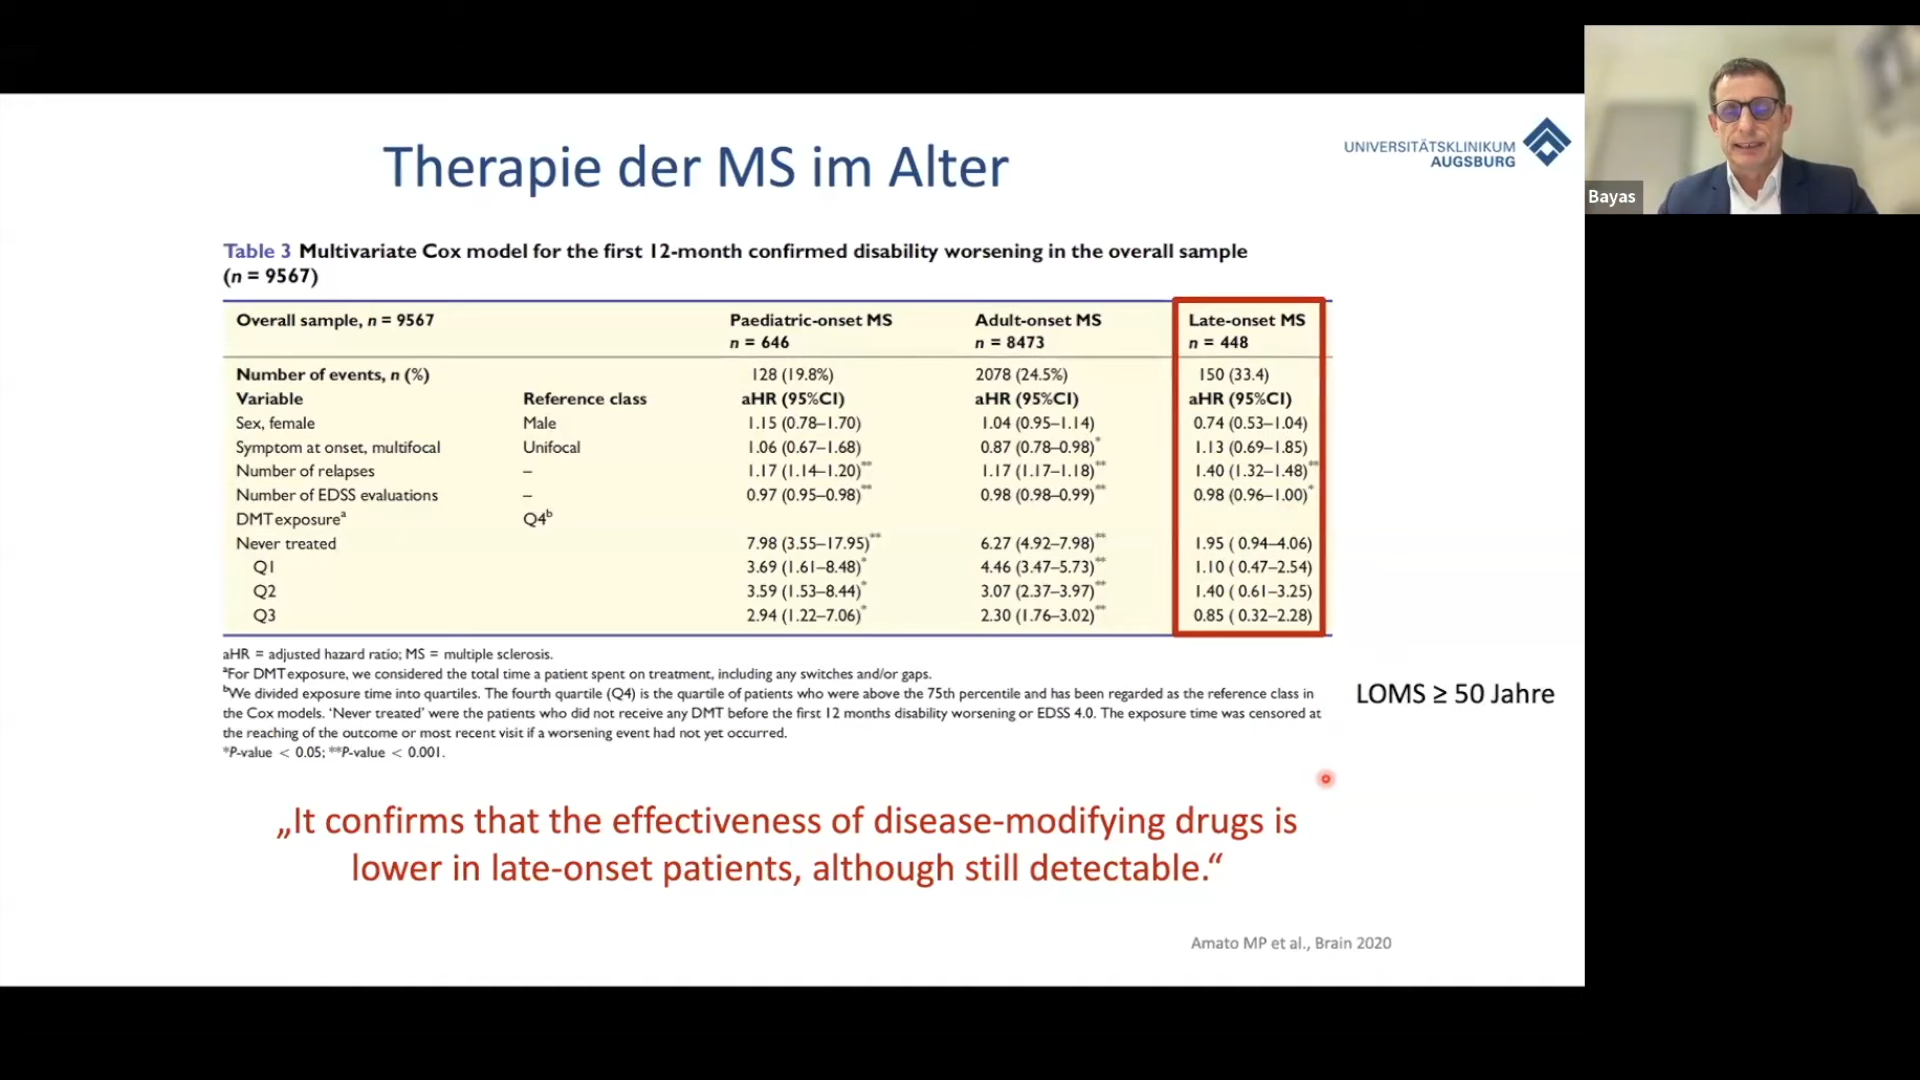 Therapie der MS im Alter
UNIVERSITÄTSKLINIKUM
AUGSBURG
Bayas
Table 3 Multivariate Cox model for the first 12-month confirmed disability worsening in the overall sample
(n = 9567)
Overall sample, n = 9567 Paediatric-onset MS Adult-onset MS Late-onset MS
n = 646 n = 8473 n = 448
Number of events, n (%) 128 (19.8%) 2078 (24.5%) 150 (33.4)
Variable Reference class aHR (95%CI) aHR (95%CI) aHR (95%CI)
Sex, female Male 1.15 (0.78–1.70) 1.04 (0.95–1.14) 0.74 (0.53–1.04)
Symptom at onset, multifocal Unifocal 1.06 (0.67–1.68) 0.87 (0.78–0.98)* 1.13 (0.69–1.85)
Number of relapses – 1.17 (1.14–1.20)** 1.17 (1.17–1.18)** 1.40 (1.32–1.48)**
Number of EDSS evaluations – 0.97 (0.95–0.98)** 0.98 (0.98–0.99)** 0.98 (0.96–1.00)*
DMT exposureᵃ Q4ᵇ
Never treated 7.98 (3.55–17.95)** 6.27 (4.92–7.98)** 1.95 ( 0.94–4.06)
Q1 3.69 (1.61–8.48)* 4.46 (3.47–5.73)** 1.10 ( 0.47–2.54)
Q2 3.59 (1.53–8.44)* 3.07 (2.37–3.97)** 1.40 ( 0.61–3.25)
Q3 2.94 (1.22–7.06)* 2.30 (1.76–3.02)** 0.85 ( 0.32–2.28)
aHR = adjusted hazard ratio; MS = multiple sclerosis.
ᵃFor DMT exposure, we considered the total time a patient spent on treatment, including any switches and/or gaps.
ᵇWe divided exposure time into quartiles. The fourth quartile (Q4) is the quartile of patients who were above the 75th percentile and has been regarded as the reference class in
the Cox models. ‘Never treated’ were the patients who did not receive any DMT before the first 12 months disability worsening or EDSS 4.0. The exposure time was censored at
the reaching of the outcome or most recent visit if a worsening event had not yet occurred.
*P-value < 0.05; **P-value < 0.001.
LOMS ≥ 50 Jahre
„It confirms that the effectiveness of disease-modifying drugs is
lower in late-onset patients, although still detectable.“
Amato MP et al., Brain 2020